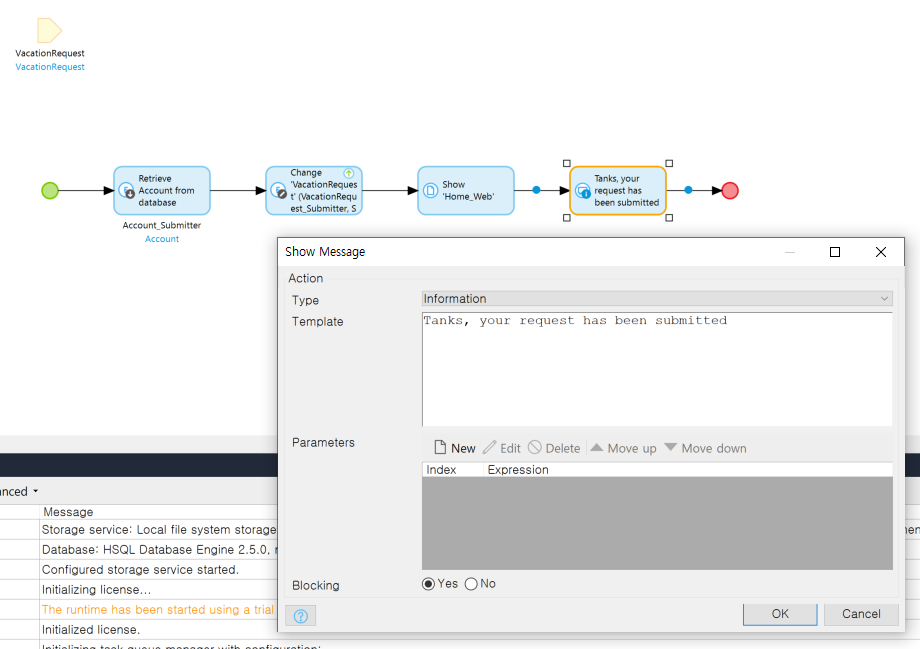 VacationRequest
VacationRequest
Retrieve
Account from
database
Account_Submitter
Account
Change
'VacationReques
t' (VacationRequ
est_Submitter, S
Show
'Home_Web'
Tanks, your
request has
been submitted
Show Message
Action
Type
Information
Template
Tanks, your request has been submitted
Parameters
New Edit Delete Move up Move down
Index Expression
Blocking
Yes No
OK Cancel
nced
Message
Storage service: Local file system storage
Database: HSQL Database Engine 2.5.0,
Configured storage service started.
Initializing license...
The runtime has been started using a trial
Initialized license.
Initializing task queue manager with configuration: